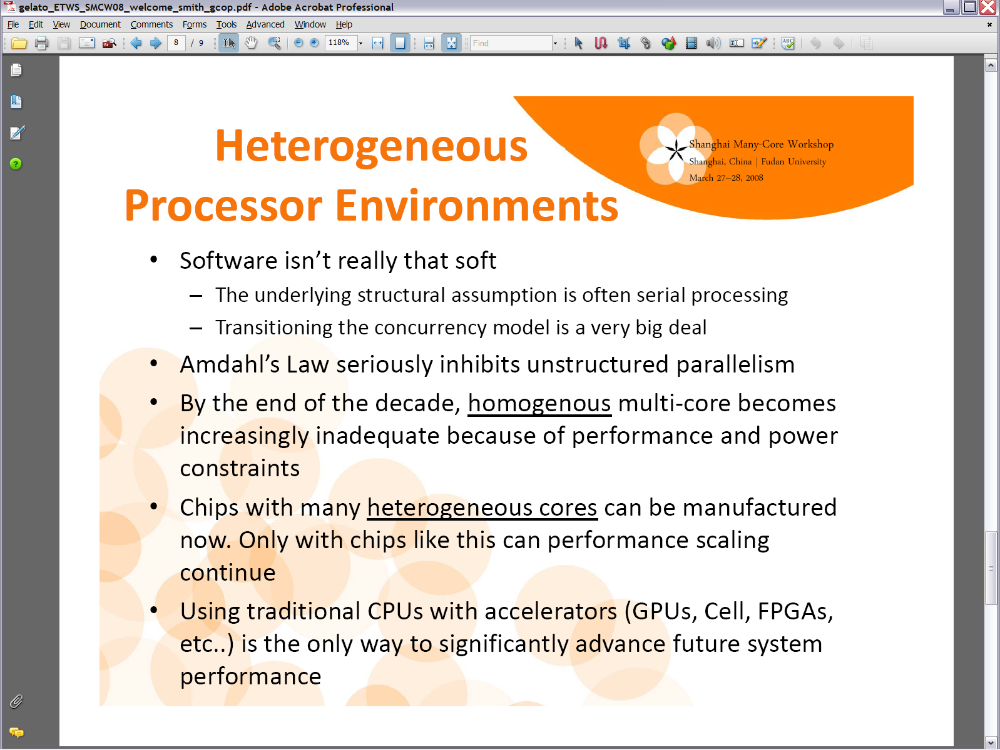 gelato_ETWS_SMCW08_welcome_smith_gcop.pdf - Adobe Acrobat Professional
File Edit View Document Comments Forms Tools Advanced Window Help
8 / 9 118% Find
Shanghai Many-Core Workshop
Shanghai, China | Fudan University
March 27–28, 2008
Heterogeneous
Processor Environments
• Software isn’t really that soft
– The underlying structural assumption is often serial processing
– Transitioning the concurrency model is a very big deal
• Amdahl’s Law seriously inhibits unstructured parallelism
• By the end of the decade, homogenous multi-core becomes
increasingly inadequate because of performance and power
constraints
• Chips with many heterogeneous cores can be manufactured
now. Only with chips like this can performance scaling
continue
• Using traditional CPUs with accelerators (GPUs, Cell, FPGAs,
etc..) is the only way to significantly advance future system
performance